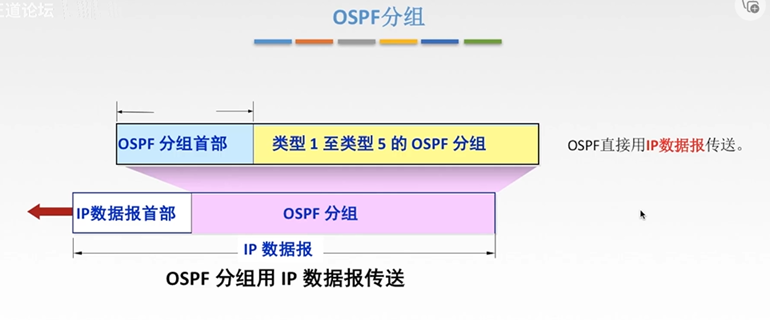 道论坛
OSPF分组
OSPF 分组首部
类型 1 至类型 5 的 OSPF 分组
OSPF直接用IP数据报传送。
IP数据报首部
OSPF 分组
IP 数据报
OSPF 分组用 IP 数据报传送